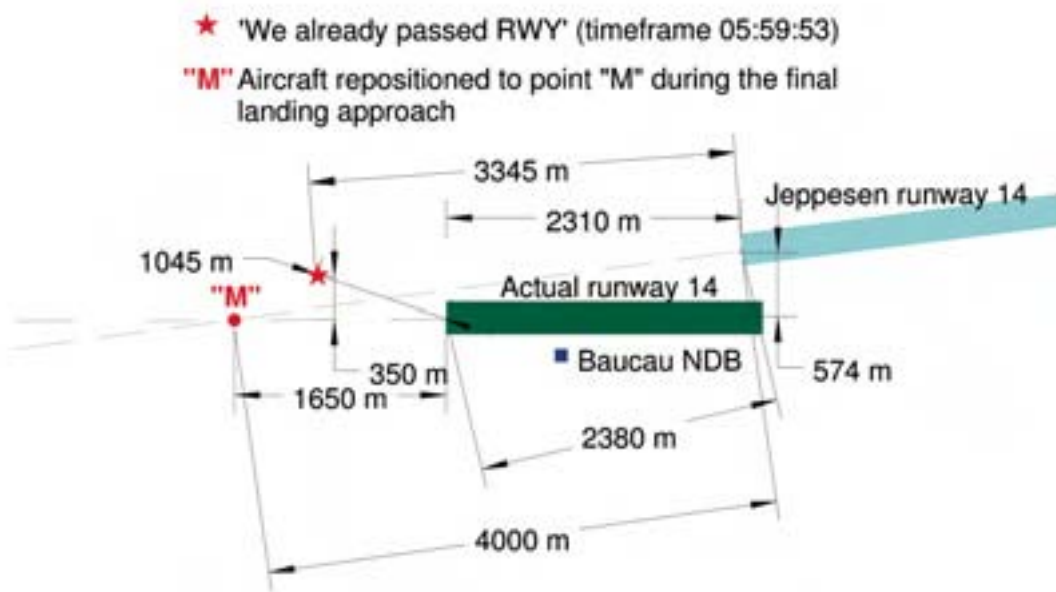 'We already passed RWY' (timeframe 05:59:53)
"M" Aircraft repositioned to point "M" during the final
landing approach
3345 m
Jeppesen runway 14
2310 m
1045 m
Actual runway 14
"M"
Baucau NDB
350 m
574 m
1650 m
2380 m
4000 m